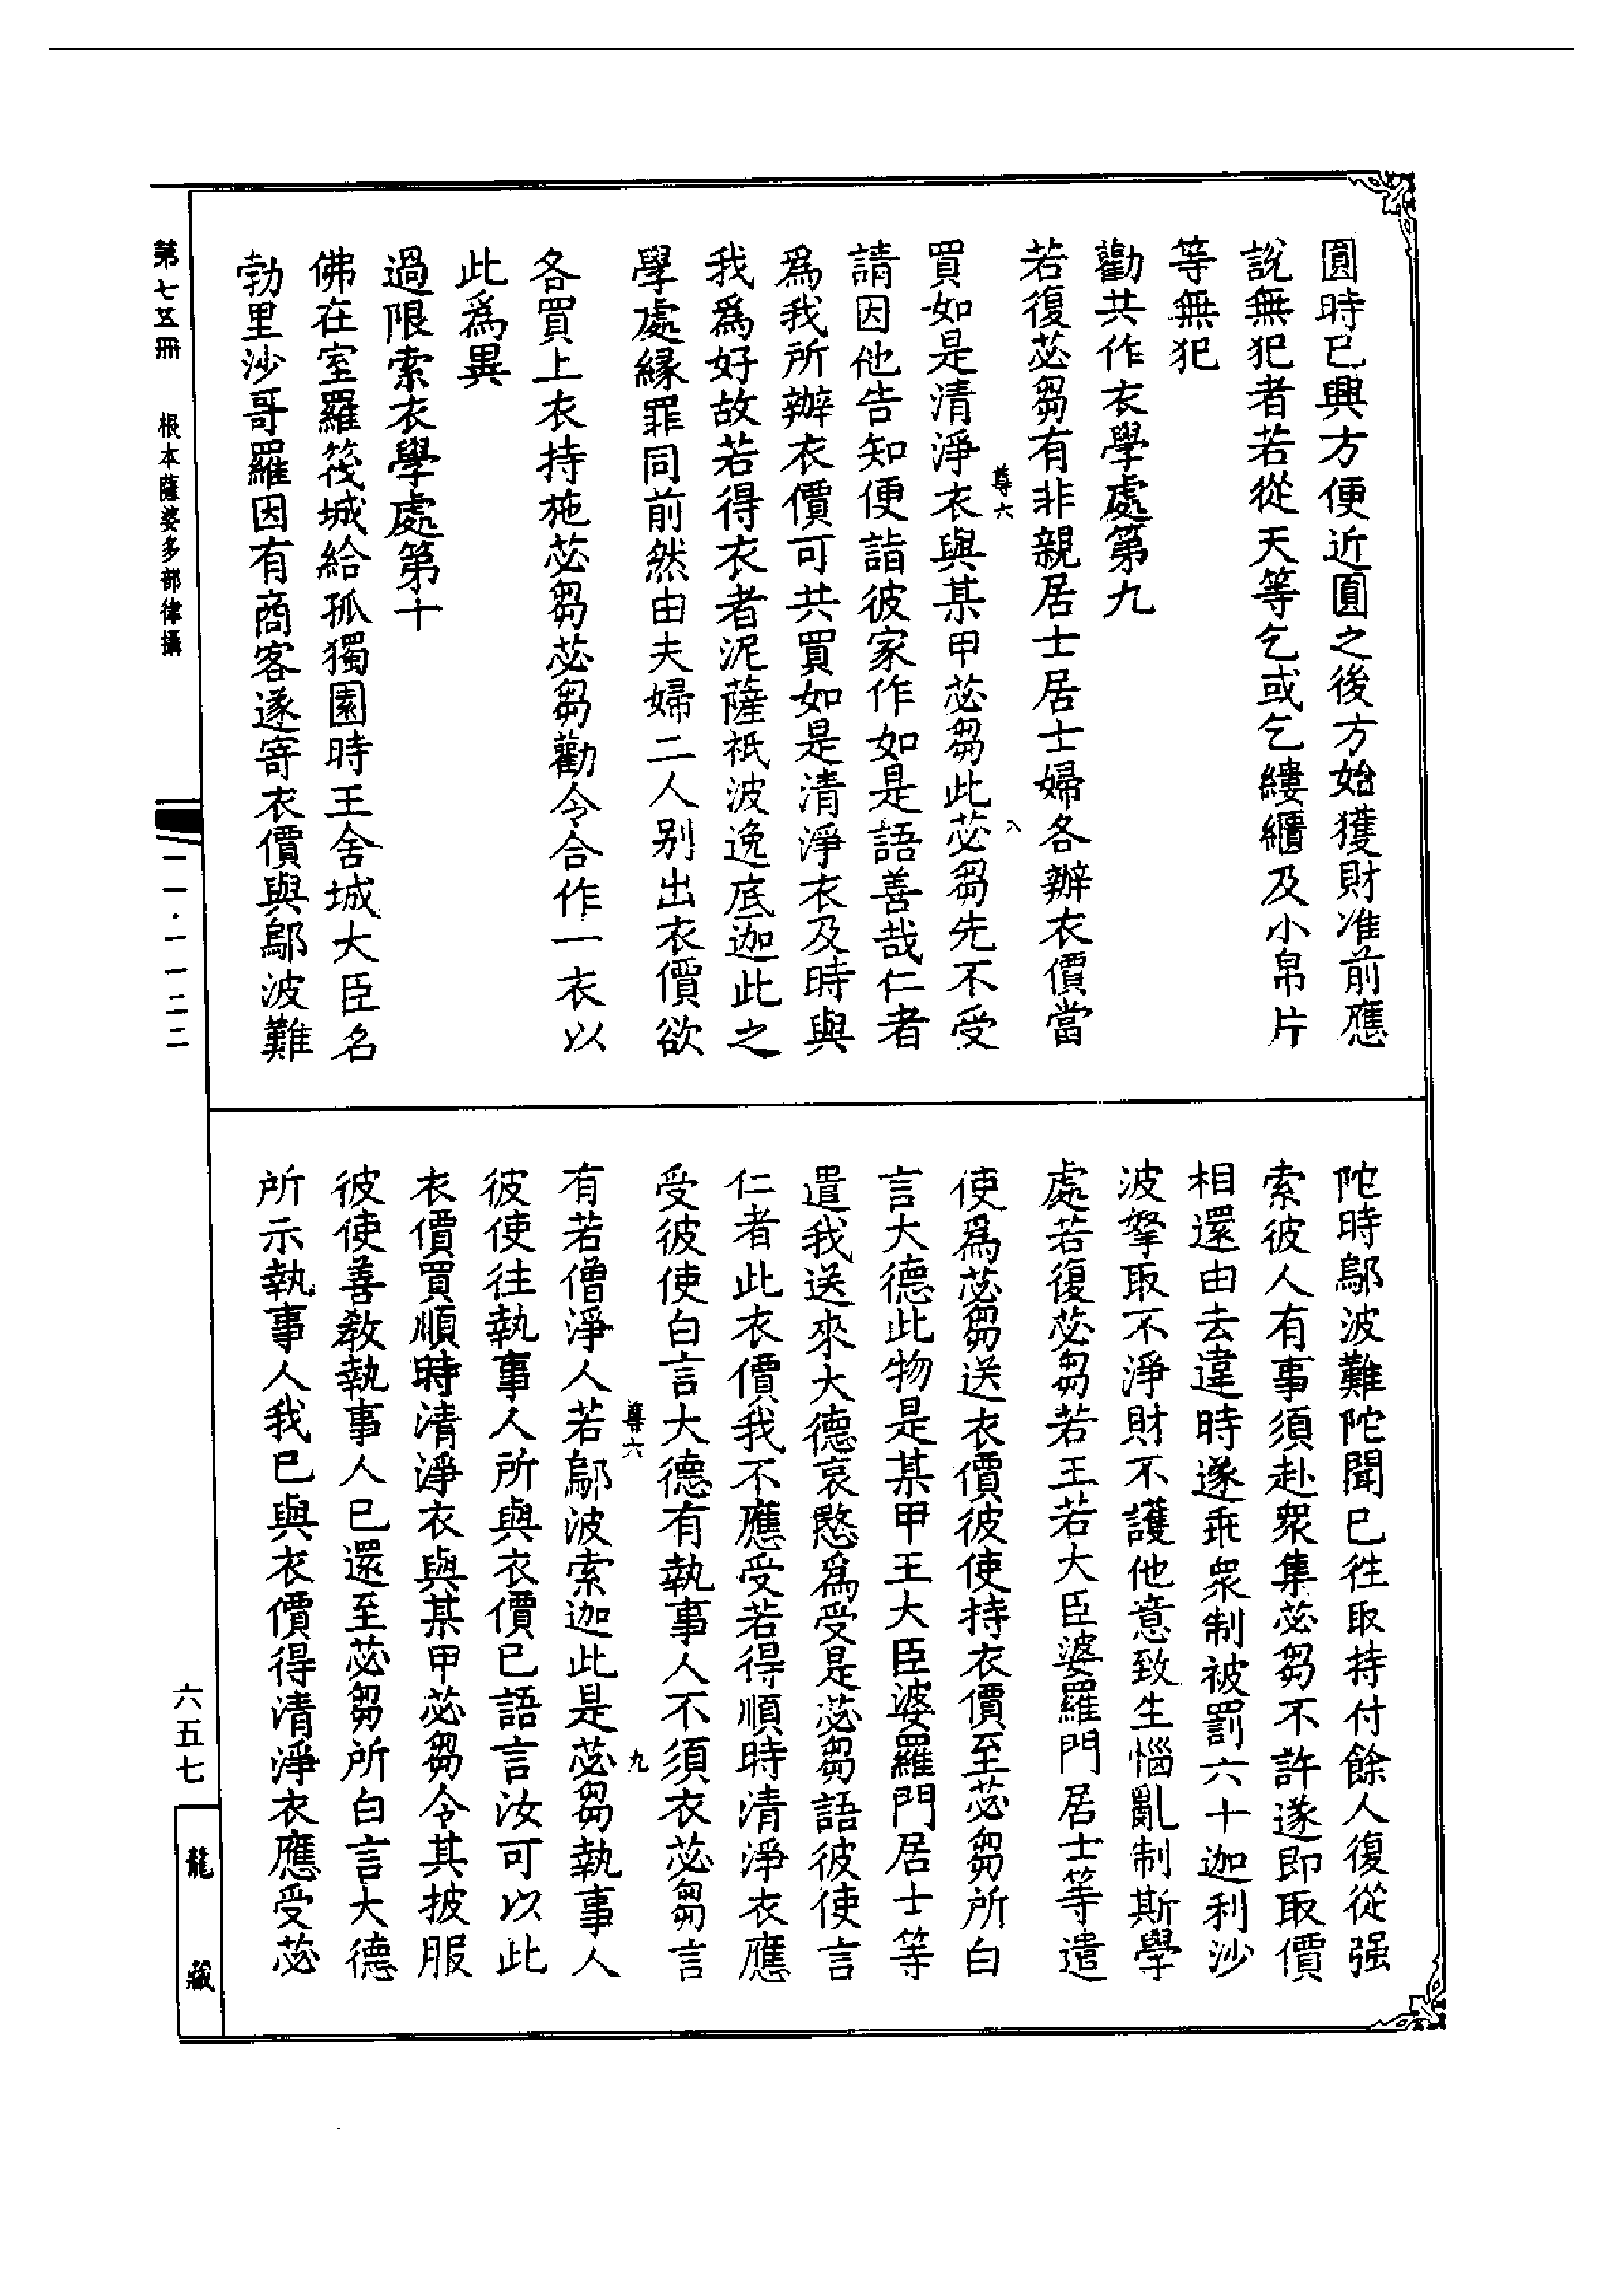 圓時已興方便近圓之後方始獲財准前應
說無犯者若從天等乞或乞縷繼及小帛片
等無犯
勸共作衣學處第九
若復苾芻有非親居士居士婦各辦衣價當
買如是清淨衣與某甲苾芻此苾芻先不受
請因他告知便詣彼家作如是語善哉仁者
爲我所辦衣價可共買如是清淨衣及時與
我爲好故若得衣者泥薩祇波逸底迦此之
學處緣罪同前然由夫婦二人別出衣價欲
各買上衣持施苾芻苾芻勸令合作一衣以
此爲異
過限索衣學處第十
佛在室羅筏城給孤獨園時王舍城大臣名
勃里沙哥羅因有商客遂寄衣價與鄔波難
尊六
八
陀時鄔波難陀聞已往取持付餘人復從强
索彼人有事須赴衆集苾芻不許遂即取價
相還由去違時遂乖衆制被罰六十迦利沙
波拏取不淨財不護他意致生惱亂制斯學
處若復苾芻若王若大臣婆羅門居士等遣
使爲苾芻送衣價彼使持衣價至苾芻所白
言大德此物是某甲王大臣婆羅門居士等
遣我送來大德哀愍爲受是苾芻語彼使言
仁者此衣價我不應受若得順時清淨衣應
受彼使白言大德有執事人不須衣苾芻言
有若僧淨人若鄔波索迦此是苾芻執事人
彼使往執事人所與衣價已語言汝可以此
衣價買順時清淨衣與某甲苾芻令其披服
彼使善教執事人已還至苾芻所白言大德
所示執事人我已與衣價得清淨衣應受苾
尊六
九
第七五冊
根本薩婆多部律攝
一一·一一二二
六五七
龍藏